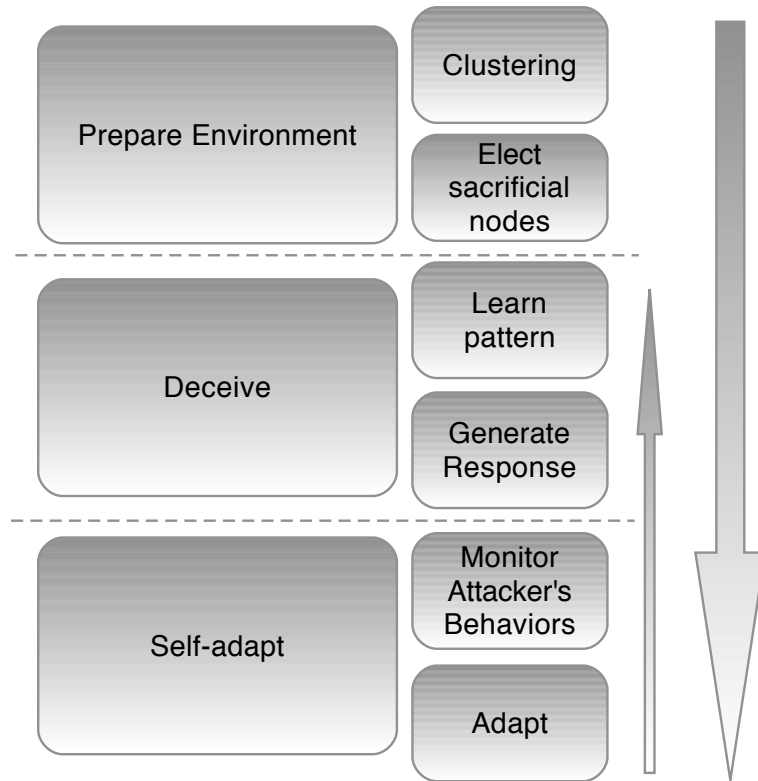 Prepare Environment
Clustering
Elect
sacrificial
nodes
Deceive
Learn
pattern
Generate
Response
Self-adapt
Monitor
Attacker's
Behaviors
Adapt